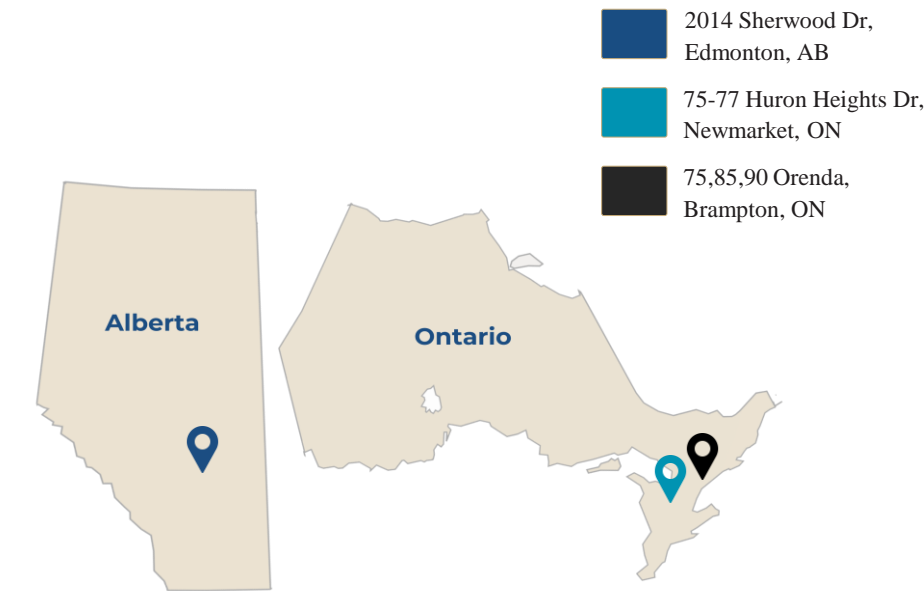 2014 Sherwood Dr,
Edmonton, AB
75-77 Huron Heights Dr,
Newmarket, ON
75,85,90 Orenda,
Brampton, ON
Alberta
Ontario